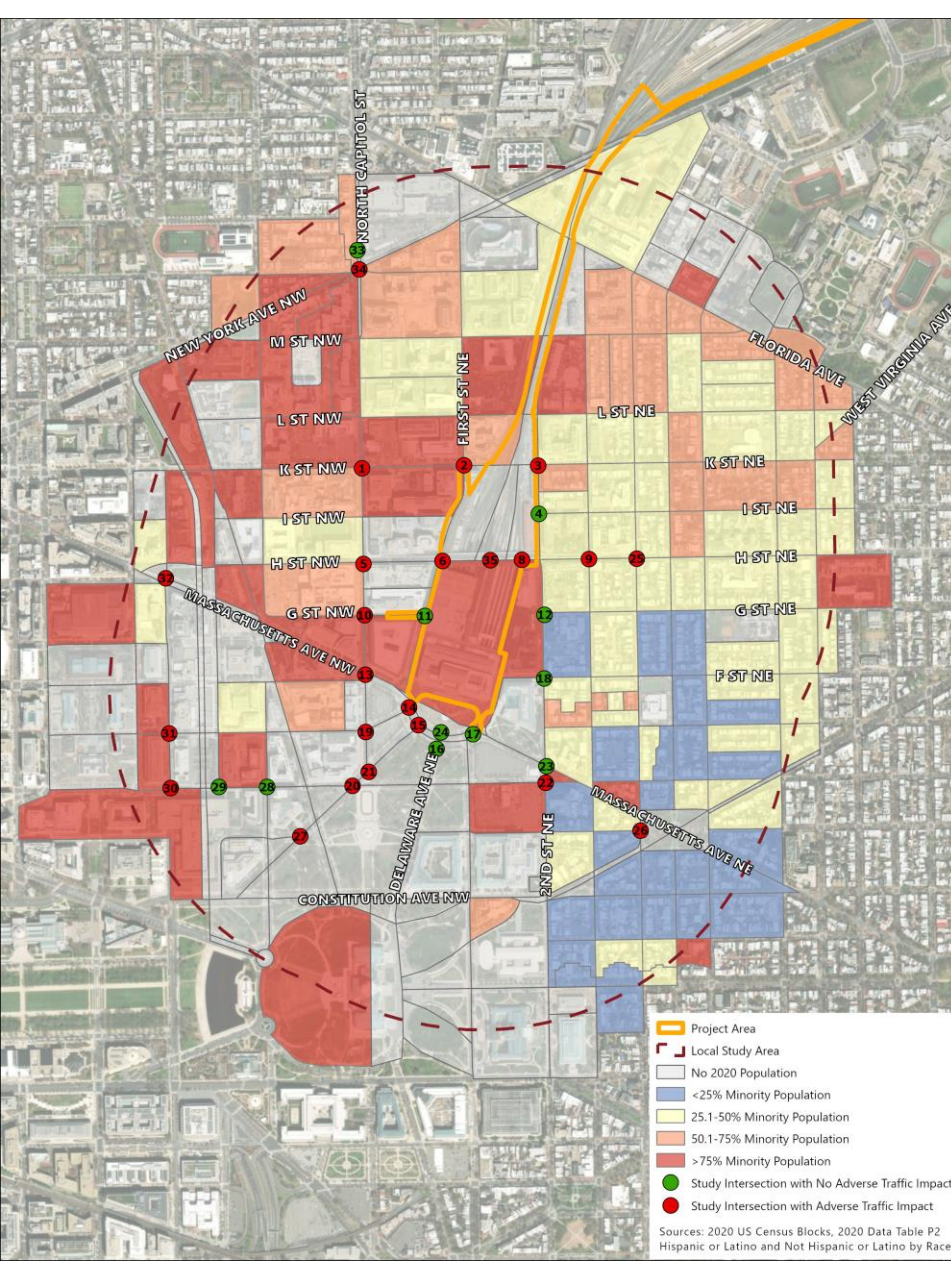 NORTH CAPITOL ST
33
34
NEW YORK AVE NW
M ST NW
FLORIDA AVE
WEST VIRGINIA AVE
FIRST ST NE
L ST NW
L ST NE
K ST NW
1
2
3
K ST NE
I ST NW
4
I ST NE
H ST NW
5
6
35
8
9
25
H ST NE
32
MASSACHUSETTS AVE NW
G ST NW
10
11
12
G ST NE
13
18
F ST NE
14
15
31
19
24
16
17
23
21
22
30
29
28
20
DELAWARE AVE NE
2ND ST NE
MASSACHUSETTS AVE NE
27
26
CONSTITUTION AVE NW
Project Area
Local Study Area
No 2020 Population
<25% Minority Population
25.1-50% Minority Population
50.1-75% Minority Population
>75% Minority Population
Study Intersection with No Adverse Traffic Impact
Study Intersection with Adverse Traffic Impact
Sources: 2020 US Census Blocks, 2020 Data Table P2
Hispanic or Latino and Not Hispanic or Latino by Race